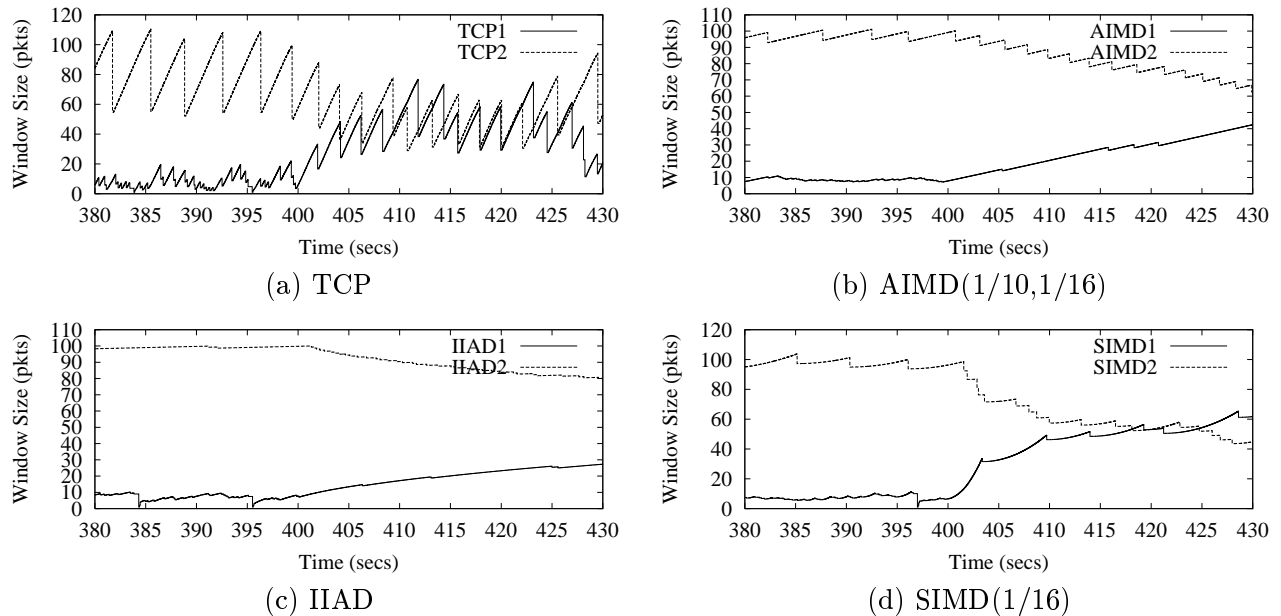 Window Size (pkts)
120
100
80
60
40
20
0
TCP1
TCP2
380 385 390 395 400 405 410 415 420 425 430
Time (secs)
(a) TCP
Window Size (pkts)
110
100
90
80
70
60
50
40
30
20
10
0
AIMD1
AIMD2
380 385 390 395 400 405 410 415 420 425 430
Time (secs)
(b) AIMD(1/10,1/16)
Window Size (pkts)
110
100
90
80
70
60
50
40
30
20
10
0
IIAD1
IIAD2
380 385 390 395 400 405 410 415 420 425 430
Time (secs)
(c) IIAD
Window Size (pkts)
120
100
80
60
40
20
0
SIMD1
SIMD2
380 385 390 395 400 405 410 415 420 425 430
Time (secs)
(d) SIMD(1/16)